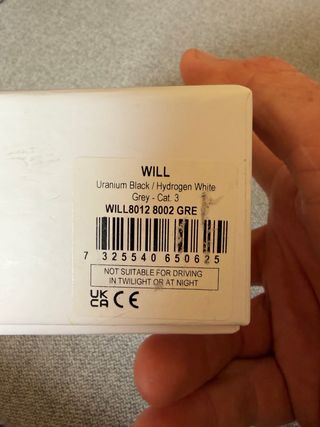 WILL
Uranium Black / Hydrogen White
Grey - Cat. 3
WILL8012 8002 GRE
7 325540 650625
NOT SUITABLE FOR DRIVING
IN TWILIGHT OR AT NIGHT
UK
CA CE